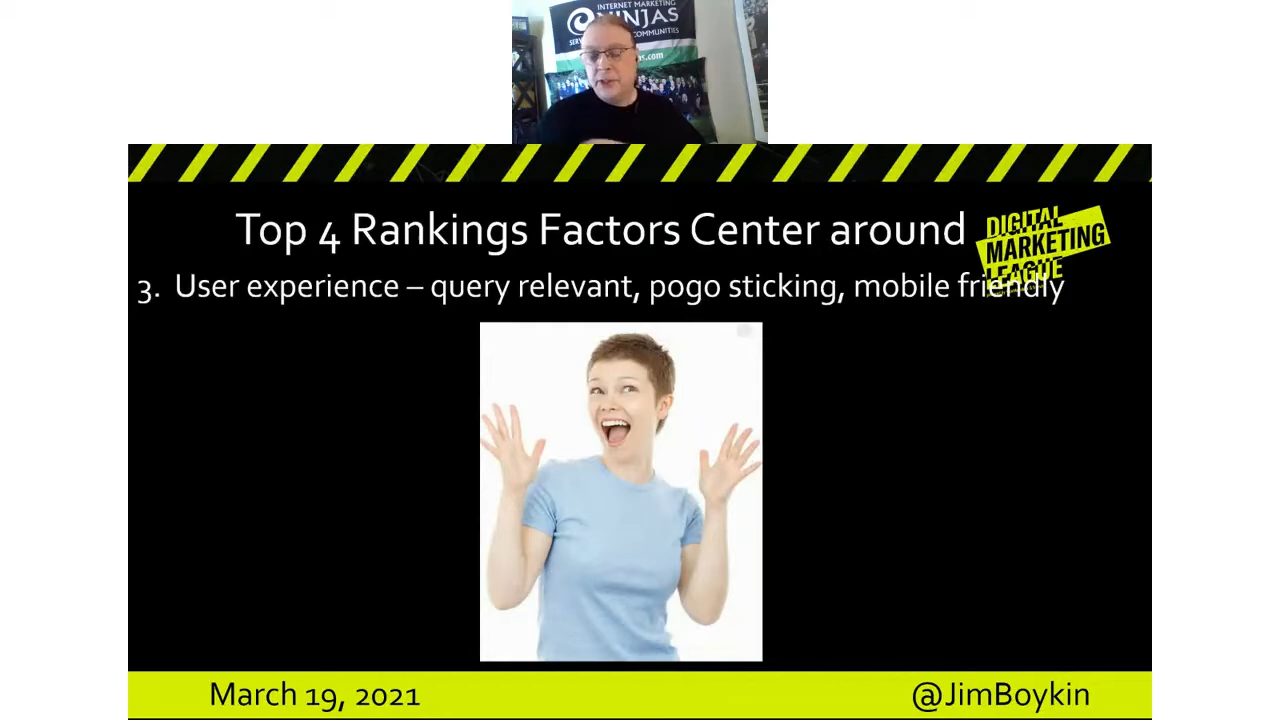 INTERNET MARKETING
NINJAS
COMMUNITIES
Top 4 Rankings Factors Center around
DIGITAL
MARKETING
LEAGUE
3. User experience – query relevant, pogo sticking, mobile friendly
March 19, 2021
@JimBoykin